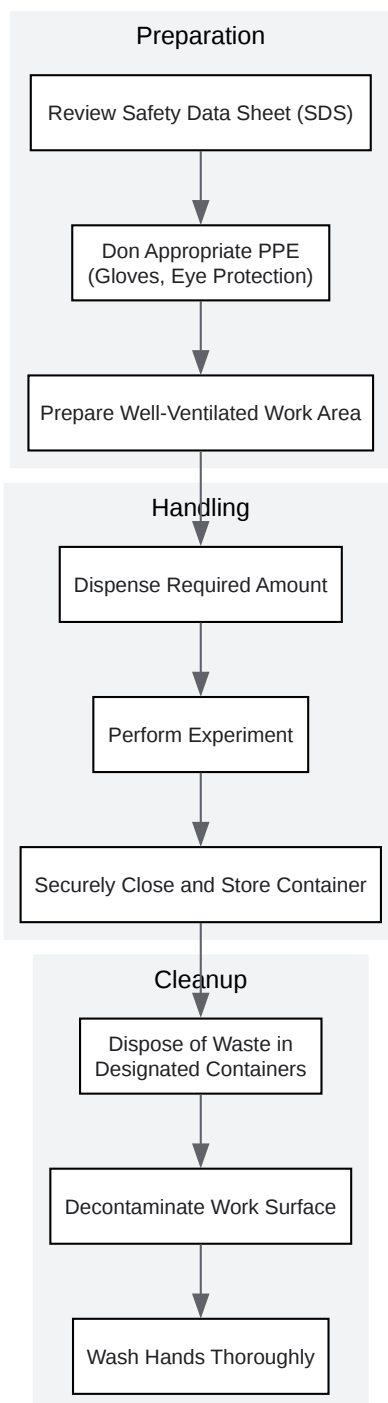 Preparation
Review Safety Data Sheet (SDS)
Don Appropriate PPE
(Gloves, Eye Protection)
Prepare Well-Ventilated Work Area
Handling
Dispense Required Amount
Perform Experiment
Securely Close and Store Container
Cleanup
Dispose of Waste in
Designated Containers
Decontaminate Work Surface
Wash Hands Thoroughly